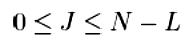 0 ≤ J ≤ N − L